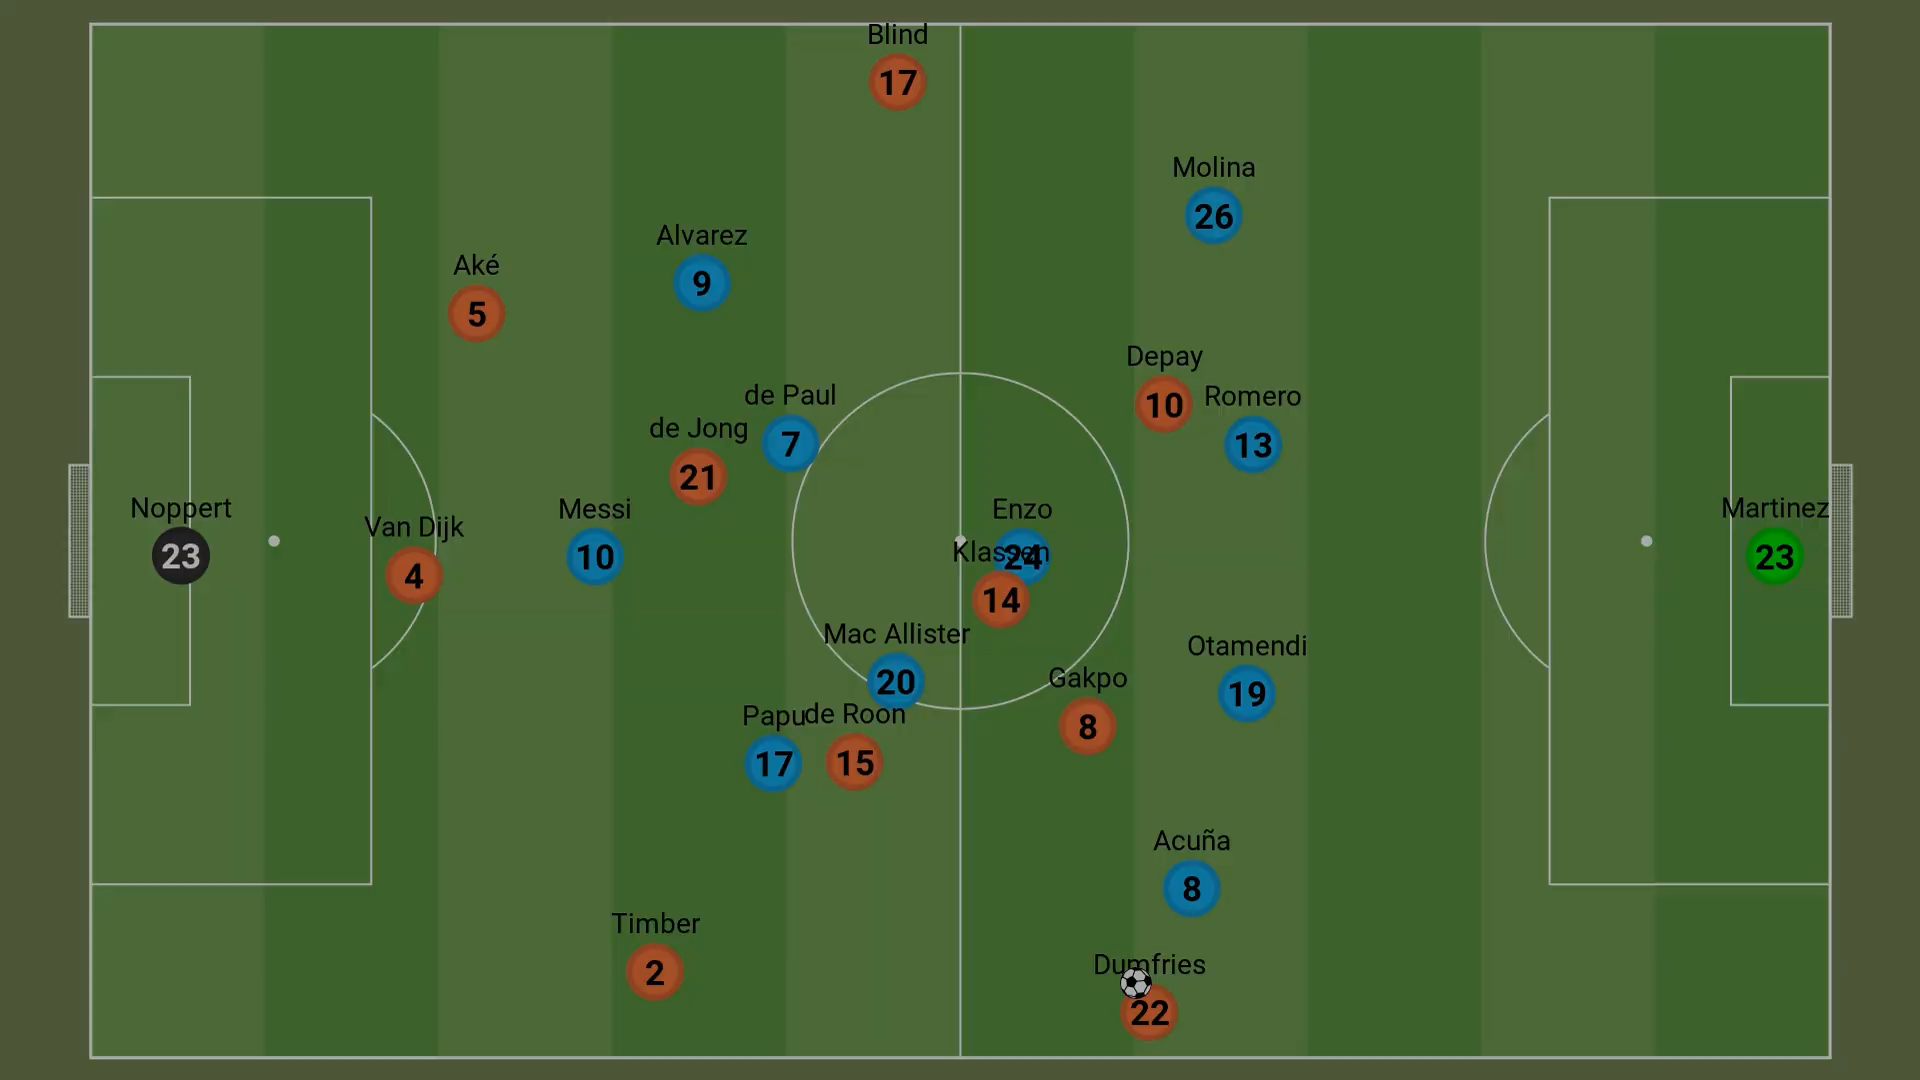 Blind
17
Molina
26
Alvarez
9
Aké
5
Depay
10
Romero
13
de Paul
7
de Jong
21
Messi
10
Noppert
23
Van Dijk
4
Enzo
24
Klassen
14
Martinez
23
Mac Allister
20
Otamendi
19
Gakpo
8
Papu
17
de Roon
15
Acuña
8
Timber
2
Dumfries
22